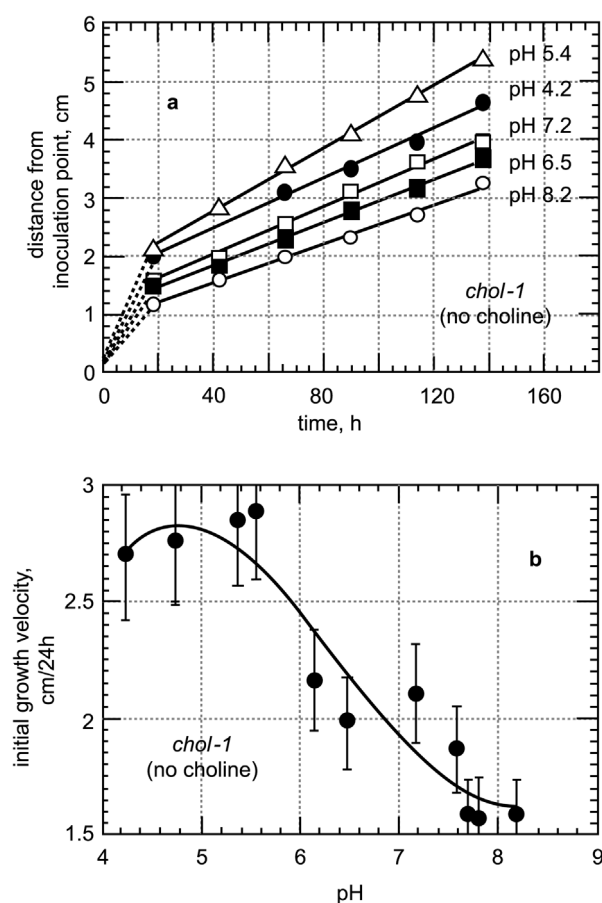 6
5
4
3
2
1
0
distance from
inoculation point, cm
a
pH 5.4
pH 4.2
pH 7.2
pH 6.5
pH 8.2
chol-1
(no choline)
0 40 80 120 160
time, h
3
2.5
2
1.5
initial growth velocity,
cm/24h
b
chol-1
(no choline)
4 5 6 7 8 9
pH